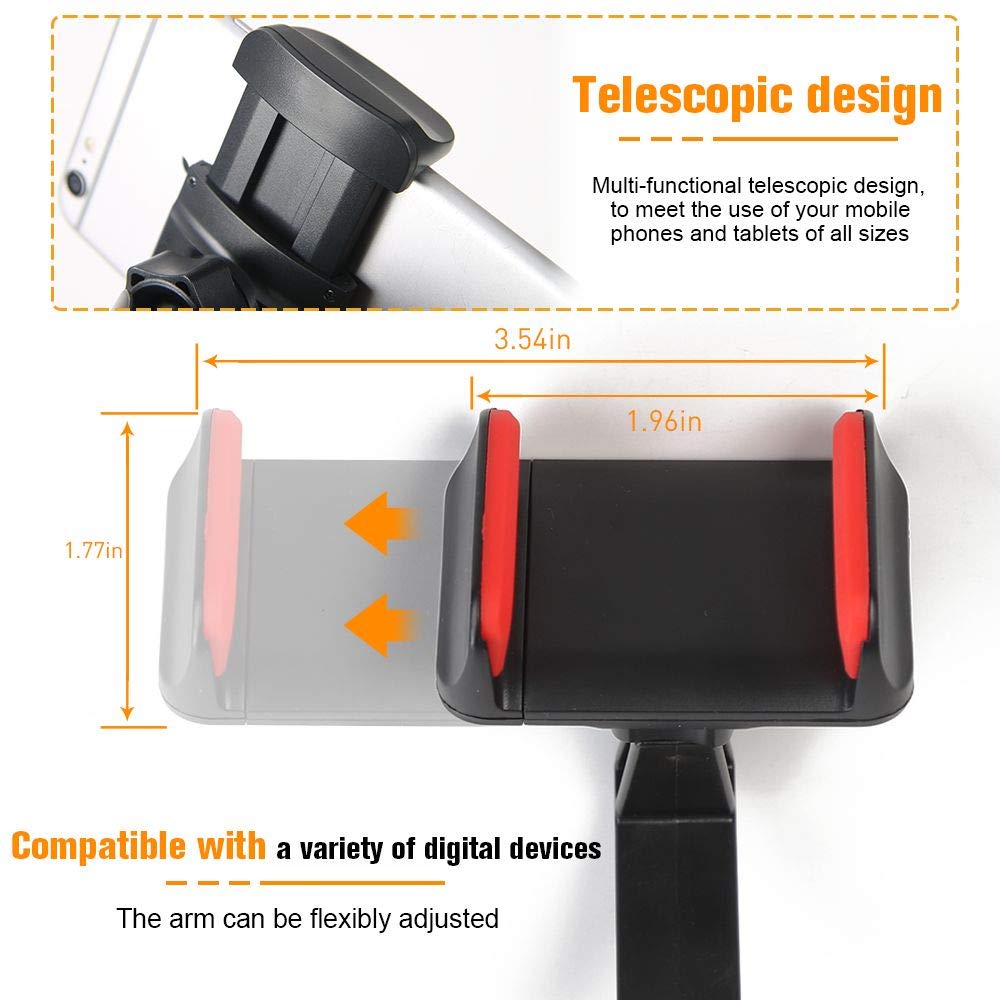 Telescopic design
Multi-functional telescopic design,
to meet the use of your mobile
phones and tablets of all sizes
3.54in
1.96in
1.77in
Compatible with a variety of digital devices
The arm can be flexibly adjusted